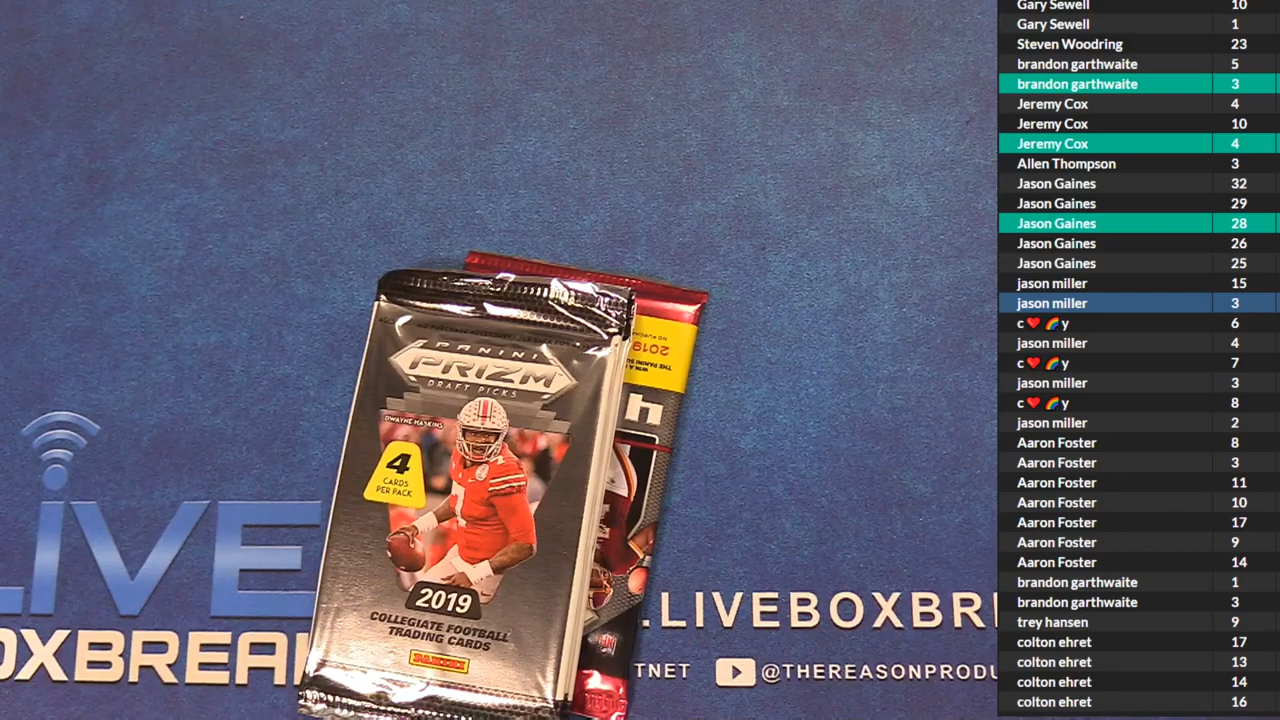 PANINI
PRIZM
DRAFT PICKS
DWAYNE HASKINS
4
CARDS
PER PACK
2019
COLLEGIATE FOOTBALL
TRADING CARDS
PANINI
2019
h
LIVE
OXBREA
.LIVEBOXBRE
TNET
@THEREASONPRODU
Gary Sewell 10
Gary Sewell 1
Steven Woodring 23
brandon garthwaite 5
brandon garthwaite 3
Jeremy Cox 4
Jeremy Cox 10
Jeremy Cox 4
Allen Thompson 3
Jason Gaines 32
Jason Gaines 29
Jason Gaines 28
Jason Gaines 26
Jason Gaines 25
jason miller 15
jason miller 3
c❤️🌈y 6
jason miller 4
c❤️🌈y 7
jason miller 3
c❤️🌈y 8
jason miller 2
Aaron Foster 8
Aaron Foster 3
Aaron Foster 11
Aaron Foster 10
Aaron Foster 17
Aaron Foster 9
Aaron Foster 14
brandon garthwaite 1
brandon garthwaite 3
trey hansen 9
colton ehret 17
colton ehret 13
colton ehret 14
colton ehret 16